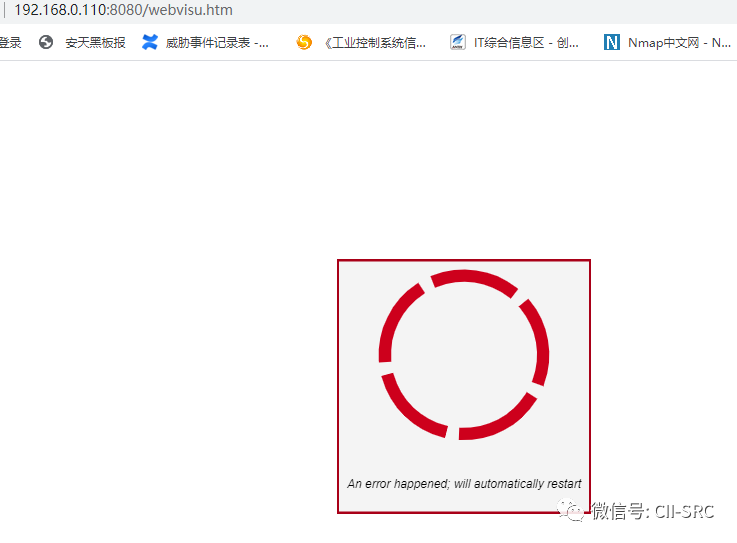 192.168.0.110:8080/webvisu.htm
登录 安天黑板报 威胁事件记录表 -... 《工业控制系统信... IT综合信息区 - 创... Nmap中文网 - N...
An error happened; will automatically restart
微信号: CII-SRC